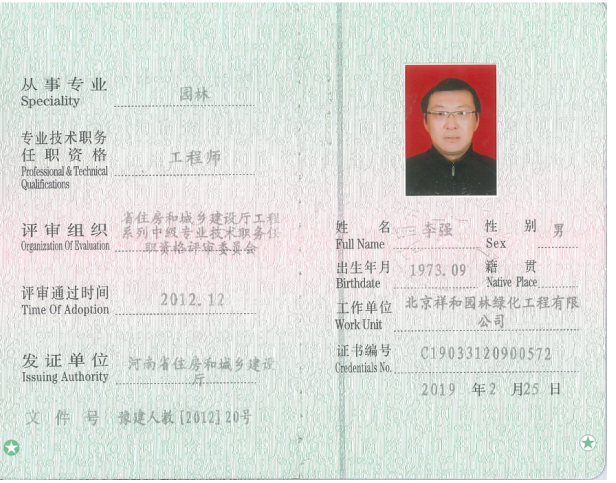 从事专业 园林
Speciality
专业技术职务
任职资格 工程师
Professional & Technical
Qualifications
省住房和城乡建设厅工程
评审组织 系列中级专业技术职务任
Organization Of Evaluation 职资格评审委员会
评审通过时间 2012.12
Time Of Adoption
发证单位 河南省住房和城乡建设
Issuing Authority 厅
文件号 豫建人教[2012]20号
姓名 李强 性别 男
Full Name Sex
出生年月 1973.09 籍贯
Birthdate Native Place
工作单位 北京祥和园林绿化工程有限
Work Unit 公司
证书编号 C19033120900572
Credentials No.
2019 年2 月25 日